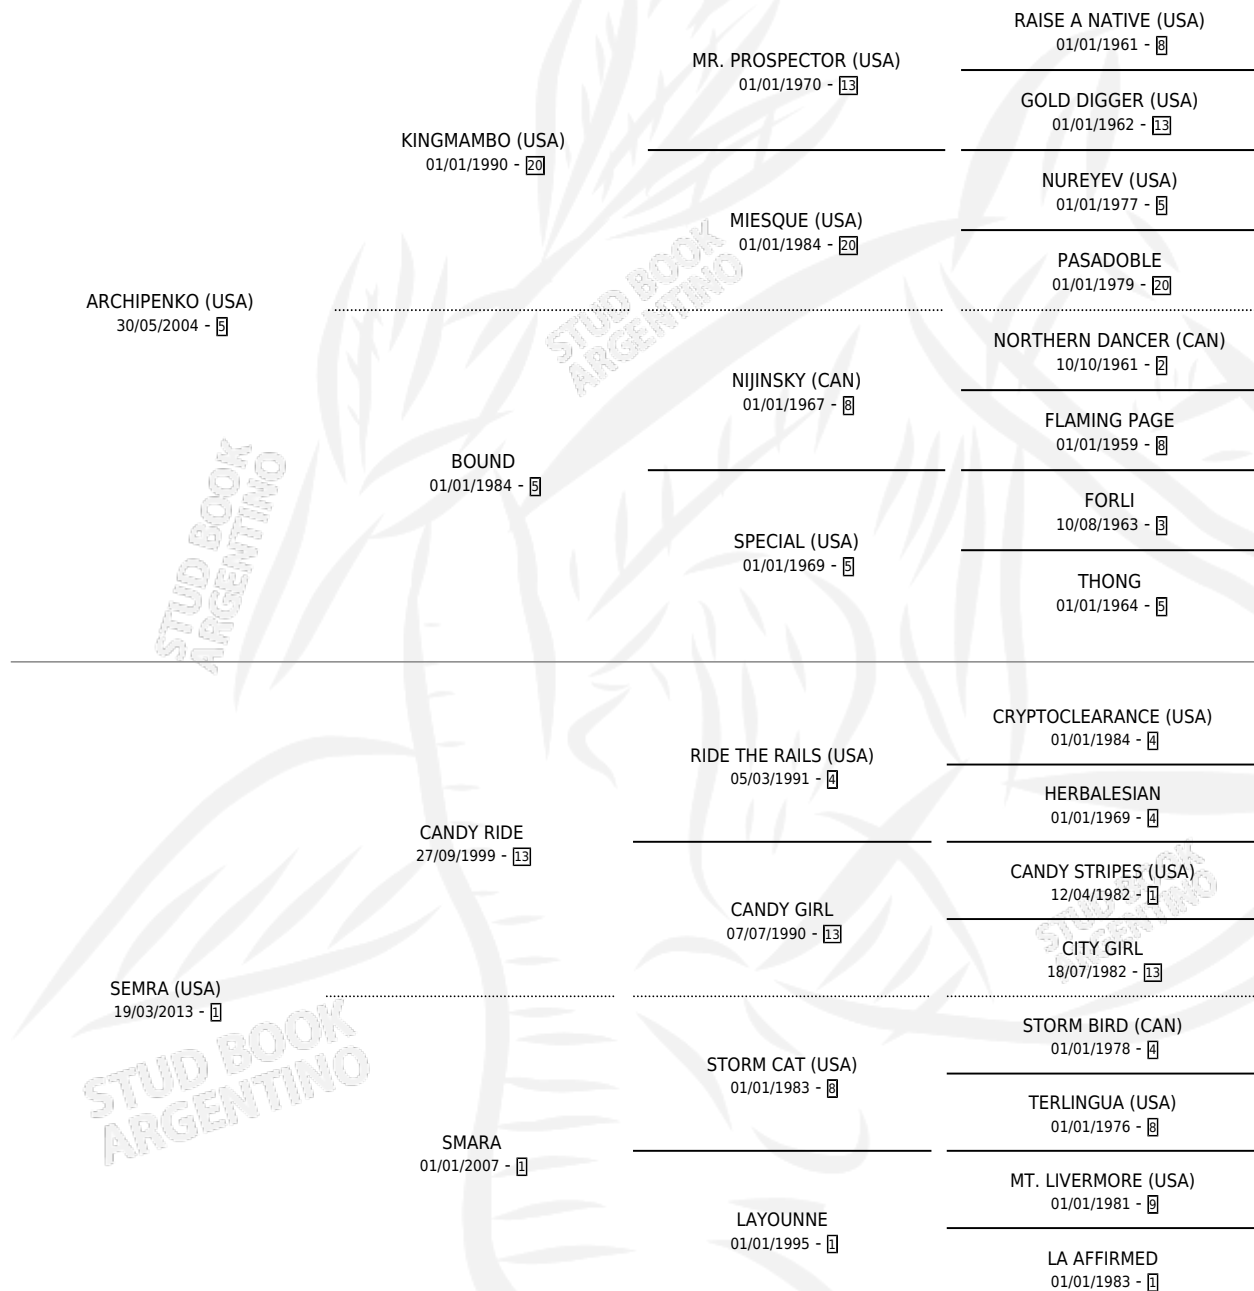 RAISE A NATIVE (USA)
01/01/1961 - 8
MR. PROSPECTOR (USA)
01/01/1970 - 13
GOLD DIGGER (USA)
01/01/1962 - 13
KINGMAMBO (USA)
01/01/1990 - 20
NUREYEV (USA)
01/01/1977 - 5
MIESQUE (USA)
01/01/1984 - 20
PASADOBLE
01/01/1979 - 20
ARCHIPENKO (USA)
30/05/2004 - 5
NORTHERN DANCER (CAN)
10/10/1961 - 2
NIJINSKY (CAN)
01/01/1967 - 8
FLAMING PAGE
01/01/1959 - 8
BOUND
01/01/1984 - 5
FORLI
10/08/1963 - 3
SPECIAL (USA)
01/01/1969 - 5
THONG
01/01/1964 - 5
STUD BOOK
ARGENTINO
STUD BOOK
ARGENTINO
CRYPTOCLEARANCE (USA)
01/01/1984 - 4
RIDE THE RAILS (USA)
05/03/1991 - 4
HERBALESIAN
01/01/1969 - 4
CANDY RIDE
27/09/1999 - 13
CANDY STRIPES (USA)
12/04/1982 - 1
CANDY GIRL
07/07/1990 - 13
CITY GIRL
18/07/1982 - 13
STUD BOOK
ARGENTINO
SEMRA (USA)
19/03/2013 - 1
STORM BIRD (CAN)
01/01/1978 - 4
STORM CAT (USA)
01/01/1983 - 8
TERLINGUA (USA)
01/01/1976 - 8
SMARA
01/01/2007 - 1
MT. LIVERMORE (USA)
01/01/1981 - 9
LAYOUNNE
01/01/1995 - 1
LA AFFIRMED
01/01/1983 - 1
STUD BOOK
ARGENTINO